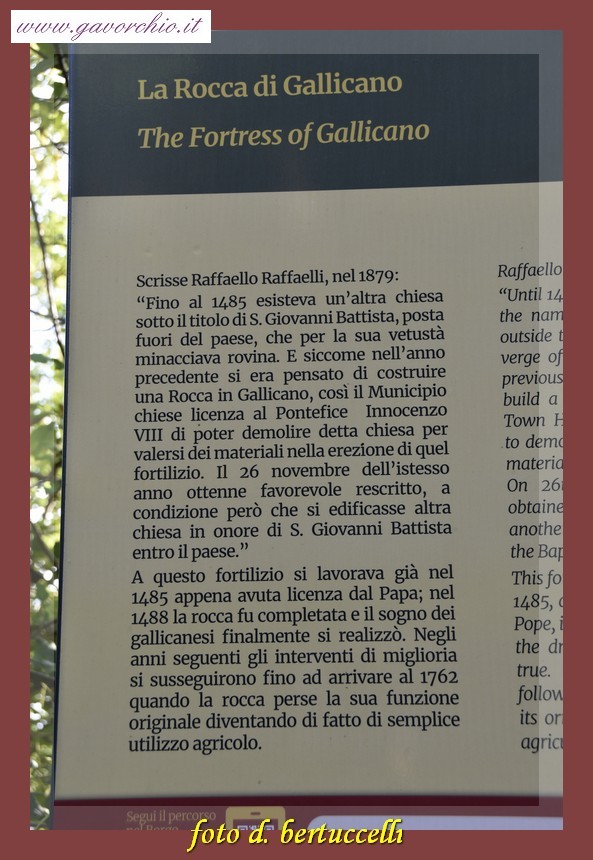 www.gavorchio.it
La Rocca di Gallicano
The Fortress of Gallicano
Scrisse Raffaello Raffaelli, nel 1879:
“Fino al 1485 esisteva un’altra chiesa
sotto il titolo di S. Giovanni Battista, posta
fuori del paese, che per la sua vetustà
minacciava rovina. E siccome nell’anno
precedente si era pensato di costruire
una Rocca in Gallicano, così il Municipio
chiese licenza al Pontefice Innocenzo
VIII di poter demolire detta chiesa per
valersi dei materiali nella erezione di quel
fortilizio. Il 26 novembre dell’istesso
anno ottenne favorevole rescritto, a
condizione però che si edificasse altra
chiesa in onore di S. Giovanni Battista
entro il paese.”
A questo fortilizio si lavorava già nel
1485 appena avuta licenza dal Papa; nel
1488 la rocca fu completata e il sogno dei
gallicanesi finalmente si realizzò. Negli
anni seguenti gli interventi di miglioria
si susseguirono fino ad arrivare al 1762
quando la rocca perse la sua funzione
originale diventando di fatto di semplice
utilizzo agricolo.
Raffaello
“Until 14
the nam
outside t
verge of
previous
build a
Town H
to demo
materia
On 26
obtaine
anothe
the Bap
This fo
1485,
Pope, i
the dr
true.
follow
its ori
agricu
Segui il percorso
nel Borgo
foto d. bertuccelli